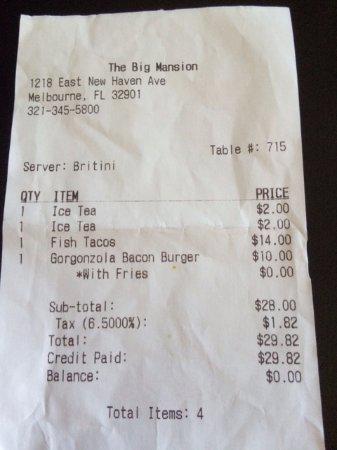 The Big Mansion
1218 East New Haven Ave
Melbourne, FL 32901
321-345-5800
Table #: 715
Server: Britini
QTY ITEM PRICE
1 Ice Tea $2.00
1 Ice Tea $2.00
1 Fish Tacos $14.00
1 Gorgonzola Bacon Burger $10.00
*With Fries $0.00
Sub-total: $28.00
Tax (6.5000%): $1.82
Total: $29.82
Credit Paid: $29.82
Balance: $0.00
Total Items: 4